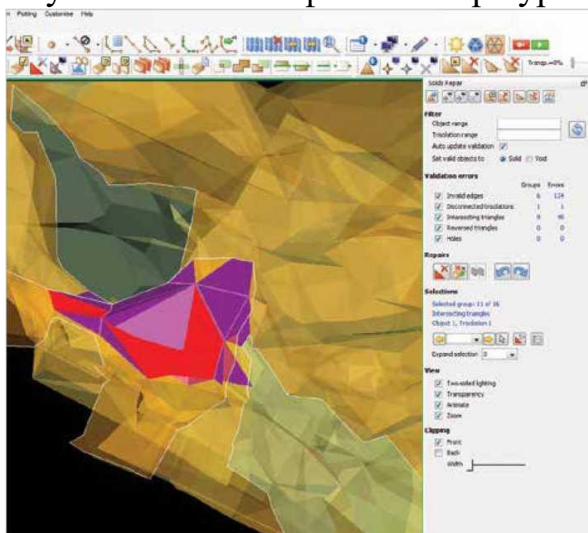 Plotting Customise Help
Transp.=0%
Solids Repair
Filter
Object range
Trisolation range
Auto update validation
Set valid objects to Solid Void
Validation errors
Groups Errors
Invalid edges 6 124
Disconnected trisolations 1 1
Intersecting triangles 9 46
Reversed triangles 0 0
Holes 0 0
Repairs
Selections
Selected group: 11 of 16
Intersecting triangles
Object 1, Trisolation 1
Expand selection 0
View
Two-sided lighting
Transparency
Animate
Zoom
Clipping
Front
Back
Width